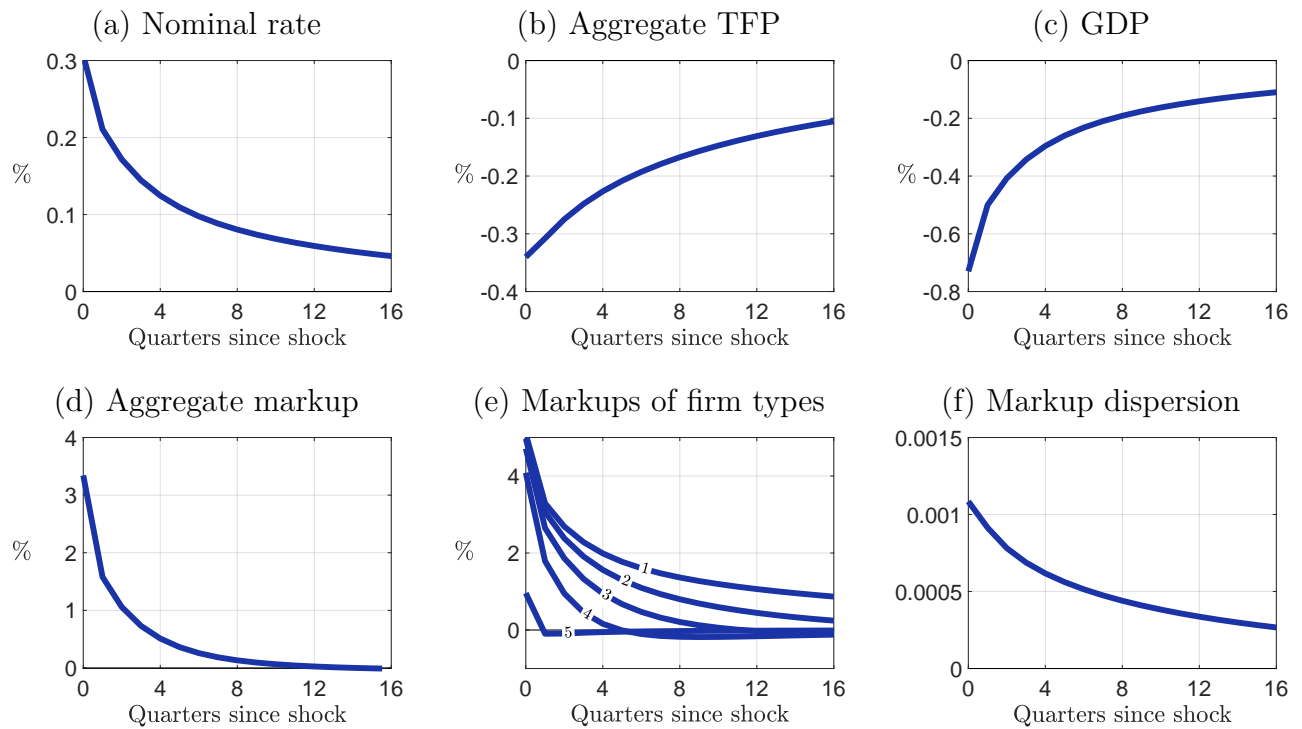 (a) Nominal rate
0.3
0.2
0.1
0
%
0 4 8 12 16
Quarters since shock
(b) Aggregate TFP
0
-0.1
-0.2
-0.3
-0.4
%
0 4 8 12 16
Quarters since shock
(c) GDP
0
-0.2
-0.4
-0.6
-0.8
%
0 4 8 12 16
Quarters since shock
(d) Aggregate markup
4
3
2
1
0
%
0 4 8 12 16
Quarters since shock
(e) Markups of firm types
4
2
0
%
1
2
3
4
5
0 4 8 12 16
Quarters since shock
(f) Markup dispersion
0.0015
0.001
0.0005
0
0 4 8 12 16
Quarters since shock